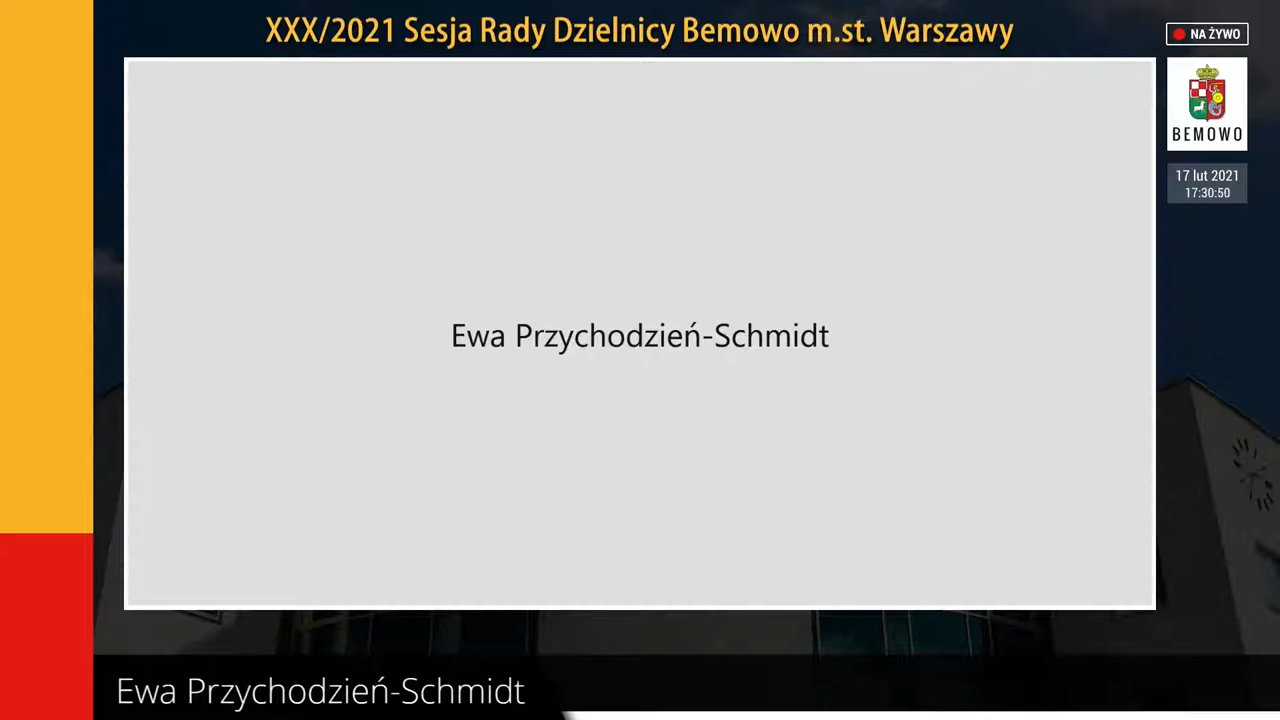 XXX/2021 Sesja Rady Dzielnicy Bemowo m.st. Warszawy
NA ŻYWO
BEMOWO
17 lut 2021
17:30:50
Ewa Przychodzień-Schmidt
Ewa Przychodzień-Schmidt